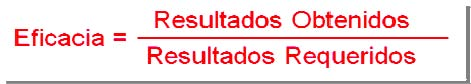 Resultados Obtenidos
Eficacia =
Resultados Requeridos